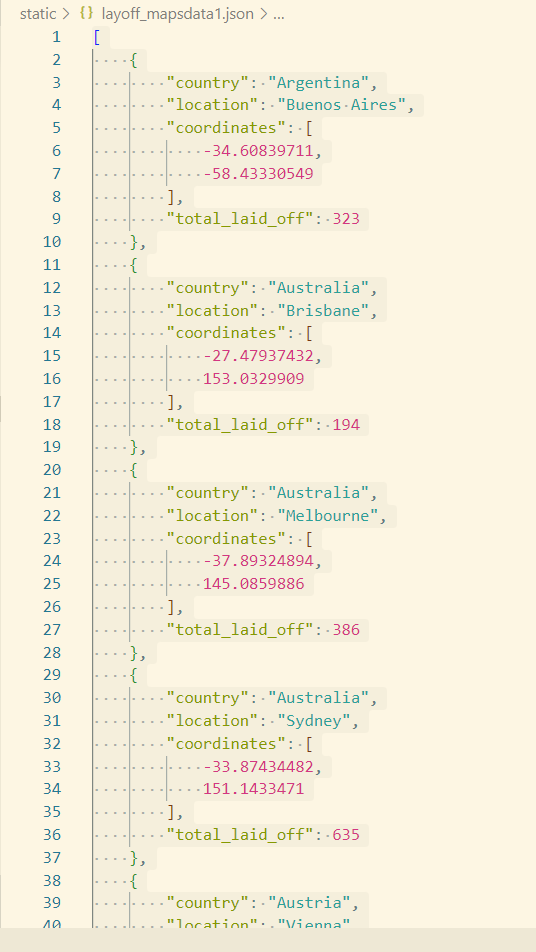 static > {} layoff_mapsdata1.json > ...
1 [
2 {
3 "country": "Argentina",
4 "location": "Buenos Aires",
5 "coordinates": [
6 -34.60839711,
7 -58.43330549
8 ],
9 "total_laid_off": 323
10 },
11 {
12 "country": "Australia",
13 "location": "Brisbane",
14 "coordinates": [
15 -27.47937432,
16 153.0329909
17 ],
18 "total_laid_off": 194
19 },
20 {
21 "country": "Australia",
22 "location": "Melbourne",
23 "coordinates": [
24 -37.89324894,
25 145.0859886
26 ],
27 "total_laid_off": 386
28 },
29 {
30 "country": "Australia",
31 "location": "Sydney",
32 "coordinates": [
33 -33.87434482,
34 151.1433471
35 ],
36 "total_laid_off": 635
37 },
38 {
39 "country": "Austria",
40 "location": "Vienna"